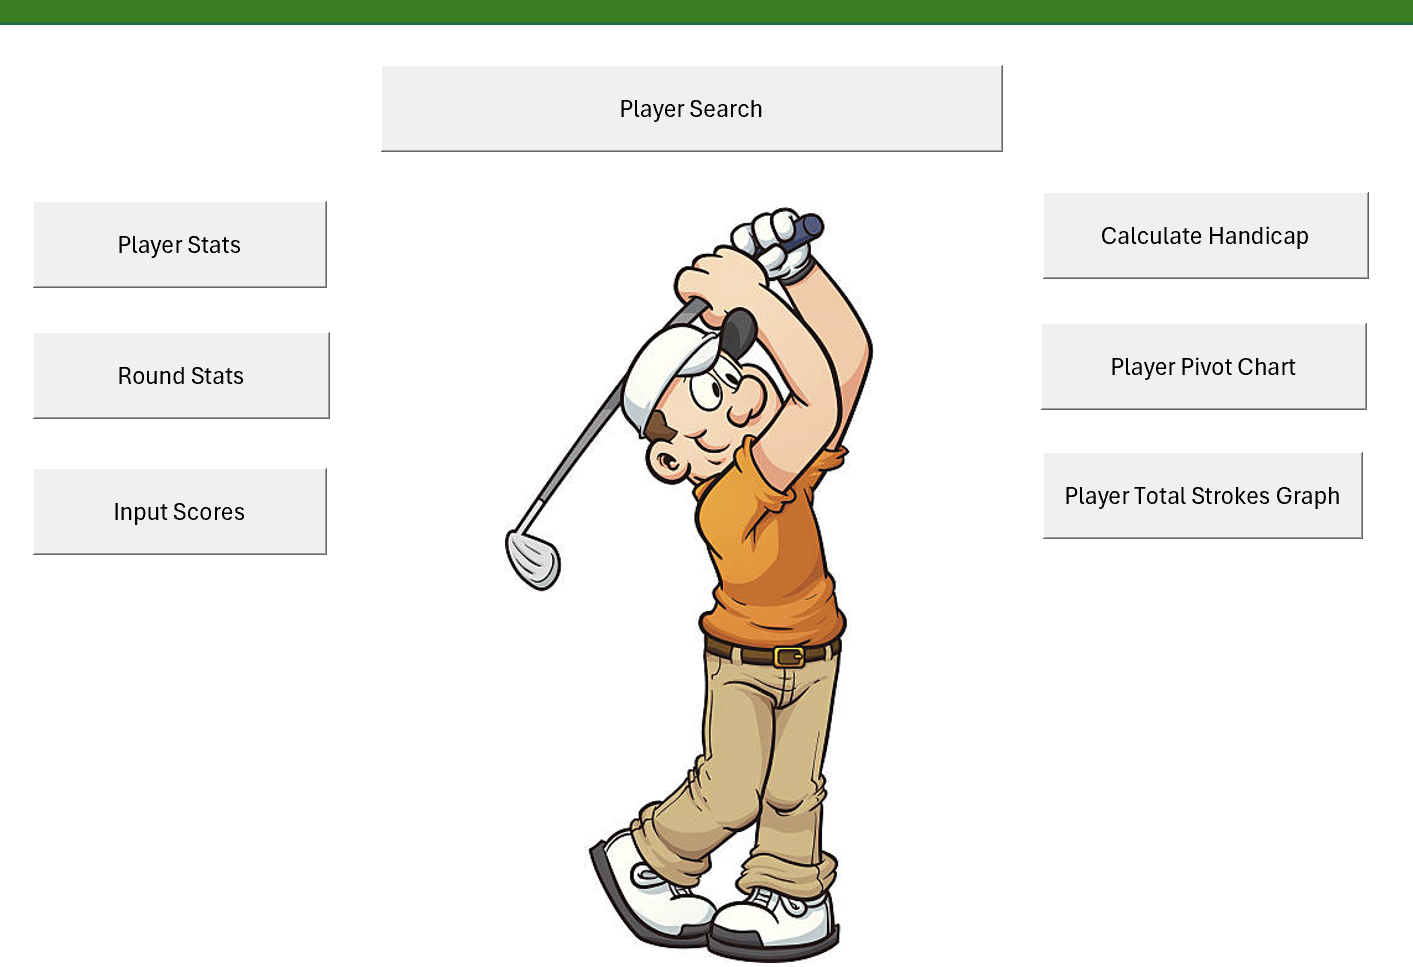 Player Search
Player Stats
Calculate Handicap
Round Stats
Player Pivot Chart
Input Scores
Player Total Strokes Graph